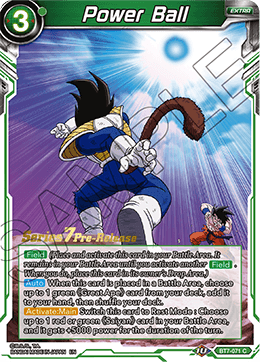 3
Power Ball
EXTRA
Series 7 Pre-Release
Field (Place and activate this card in your Battle Area. It
remains in your Battle Area until you activate another Field.
When you do, place this card in its owner's Drop Area.)
Auto When this card is placed in a Battle Area, choose
up to 1 green ‹Great Ape› card from your deck, add it
to your hand, then shuffle your deck.
Activate:Main Switch this card to Rest Mode : Choose
up to 1 red or green ‹Saiyan› card in your Battle Area,
and it gets +5000 power for the duration of the turn.
BANDAI MADE IN JAPAN EN
BT7-071 C